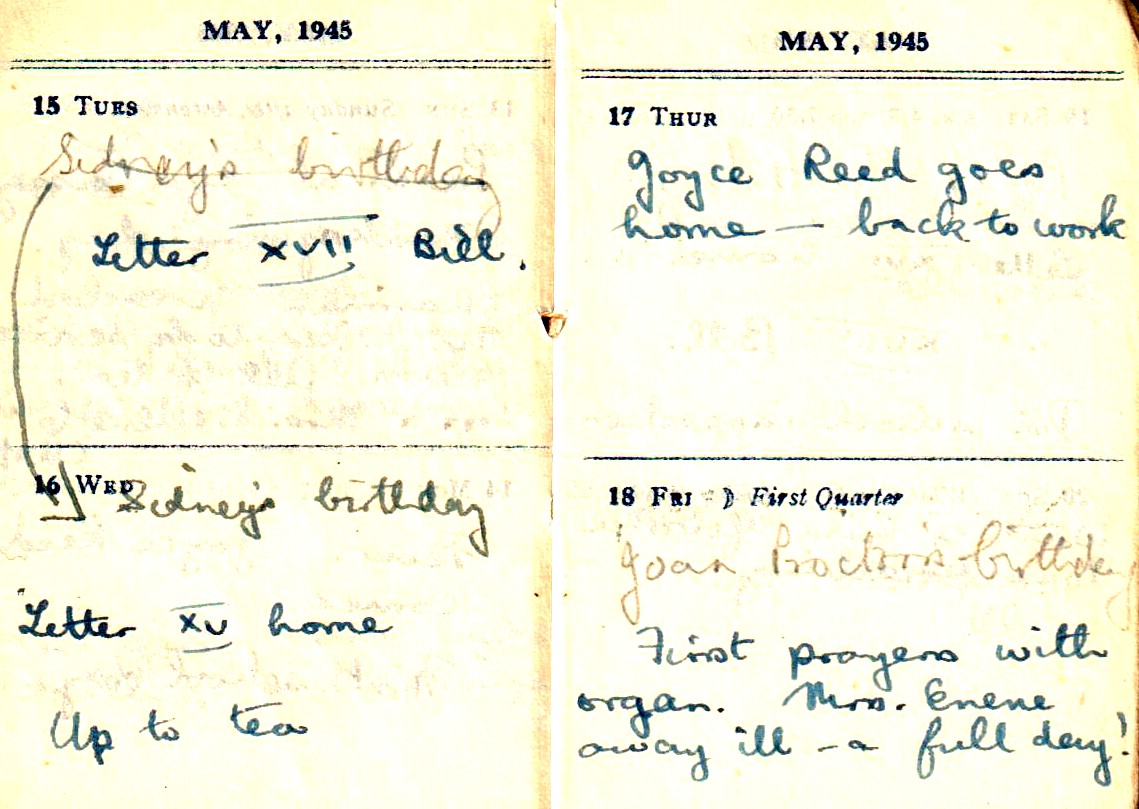 MAY, 1945
15 TUES
Sidney's birthday
Letter XVII Bill.
16 WED Sidney's birthday
Letter XV home
Up to tea
MAY, 1945
17 THUR
Joyce Reed goes
home — back to work
18 FRI ☽ First Quarter
Joan Proctor's birthday
First prayers with
organ. Mrs. Enene
away ill – a full day!